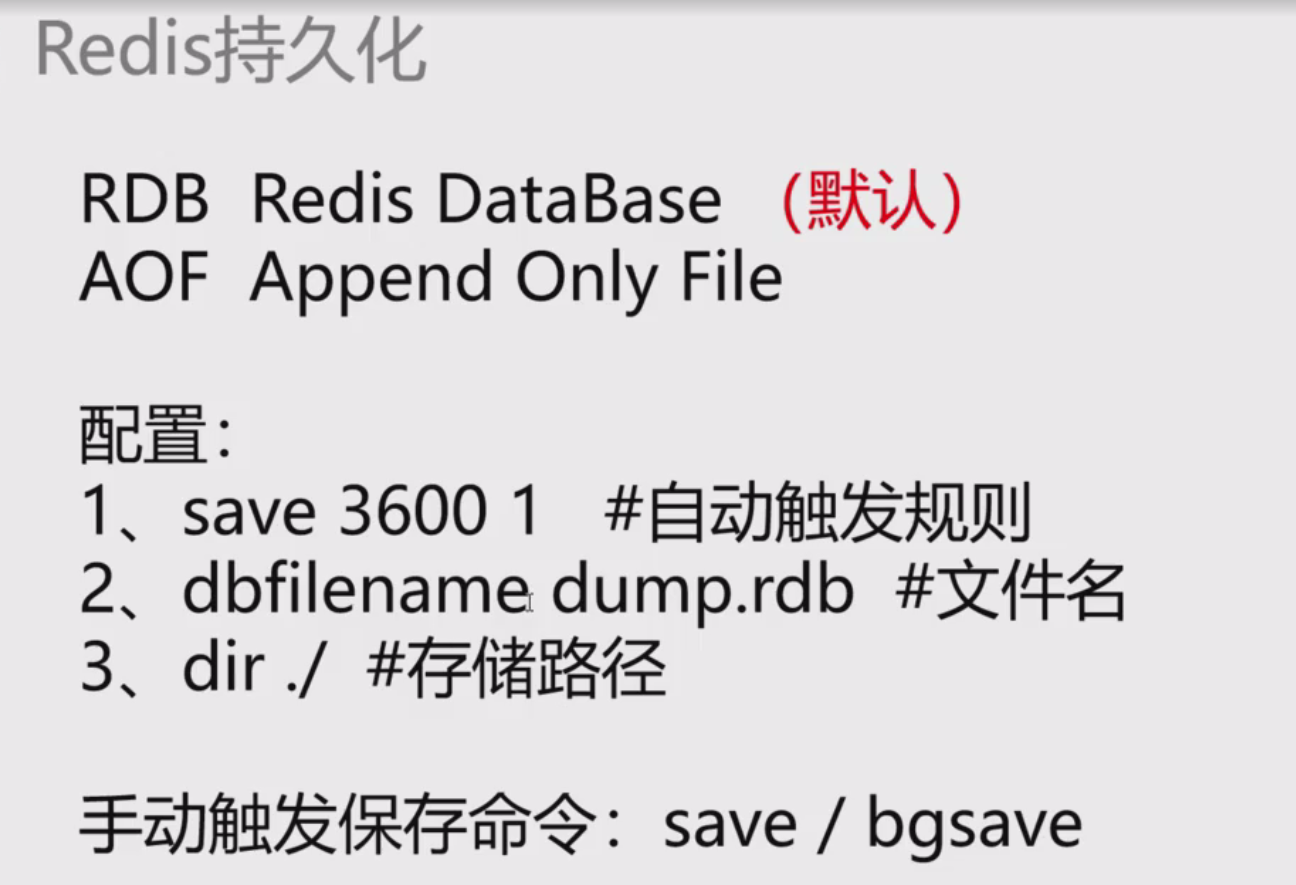 Redis持久化
RDB Redis DataBase （默认）
AOF Append Only File
配置：
1、save 3600 1 #自动触发规则
2、dbfilename dump.rdb #文件名
3、dir ./ #存储路径
手动触发保存命令：save / bgsave